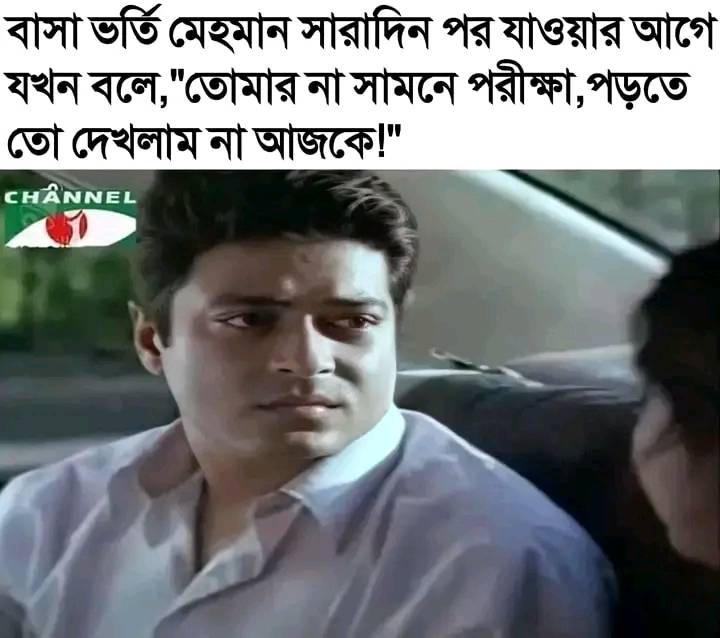 বাসা ভর্তি মেহমান সারাদিন পর যাওয়ার আগে
যখন বলে,"তোমার না সামনে পরীক্ষা,পড়তে
তো দেখলাম না আজকে!"
CHANNEL